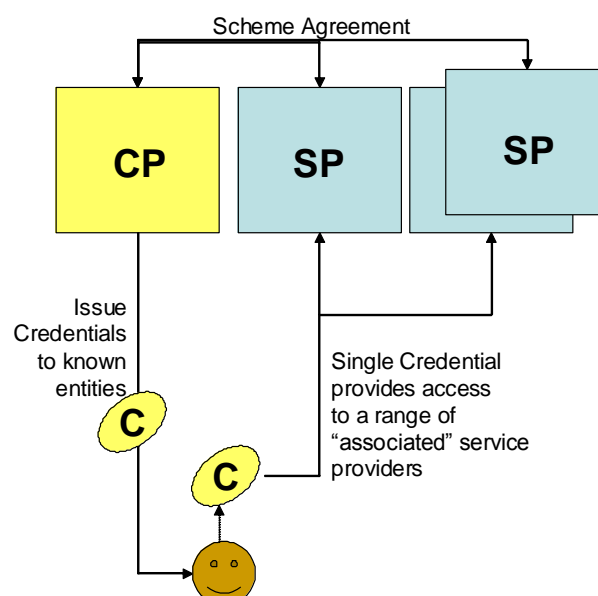 Scheme Agreement
CP
SP
SP
Issue
Credentials
to known
entities
C
C
Single Credential
provides access
to a range of
“associated” service
providers